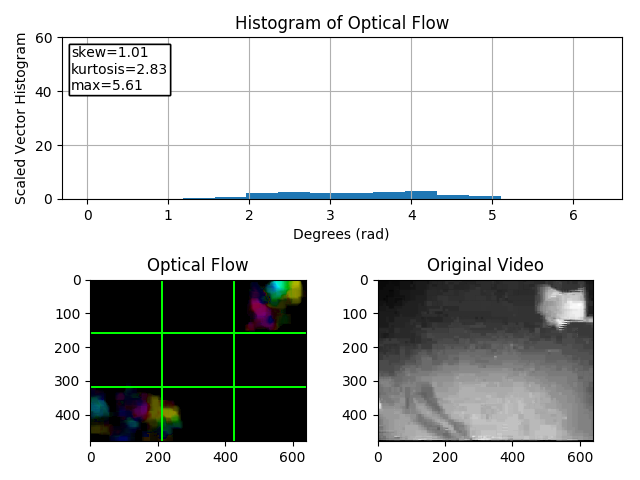 Histogram of Optical Flow
60
40
20
0
Scaled Vector Histogram
skew=1.01
kurtosis=2.83
max=5.61
0 1 2 3 4 5 6
Degrees (rad)
Optical Flow
0
100
200
300
400
0 200 400 600
Original Video
0
100
200
300
400
0 200 400 600